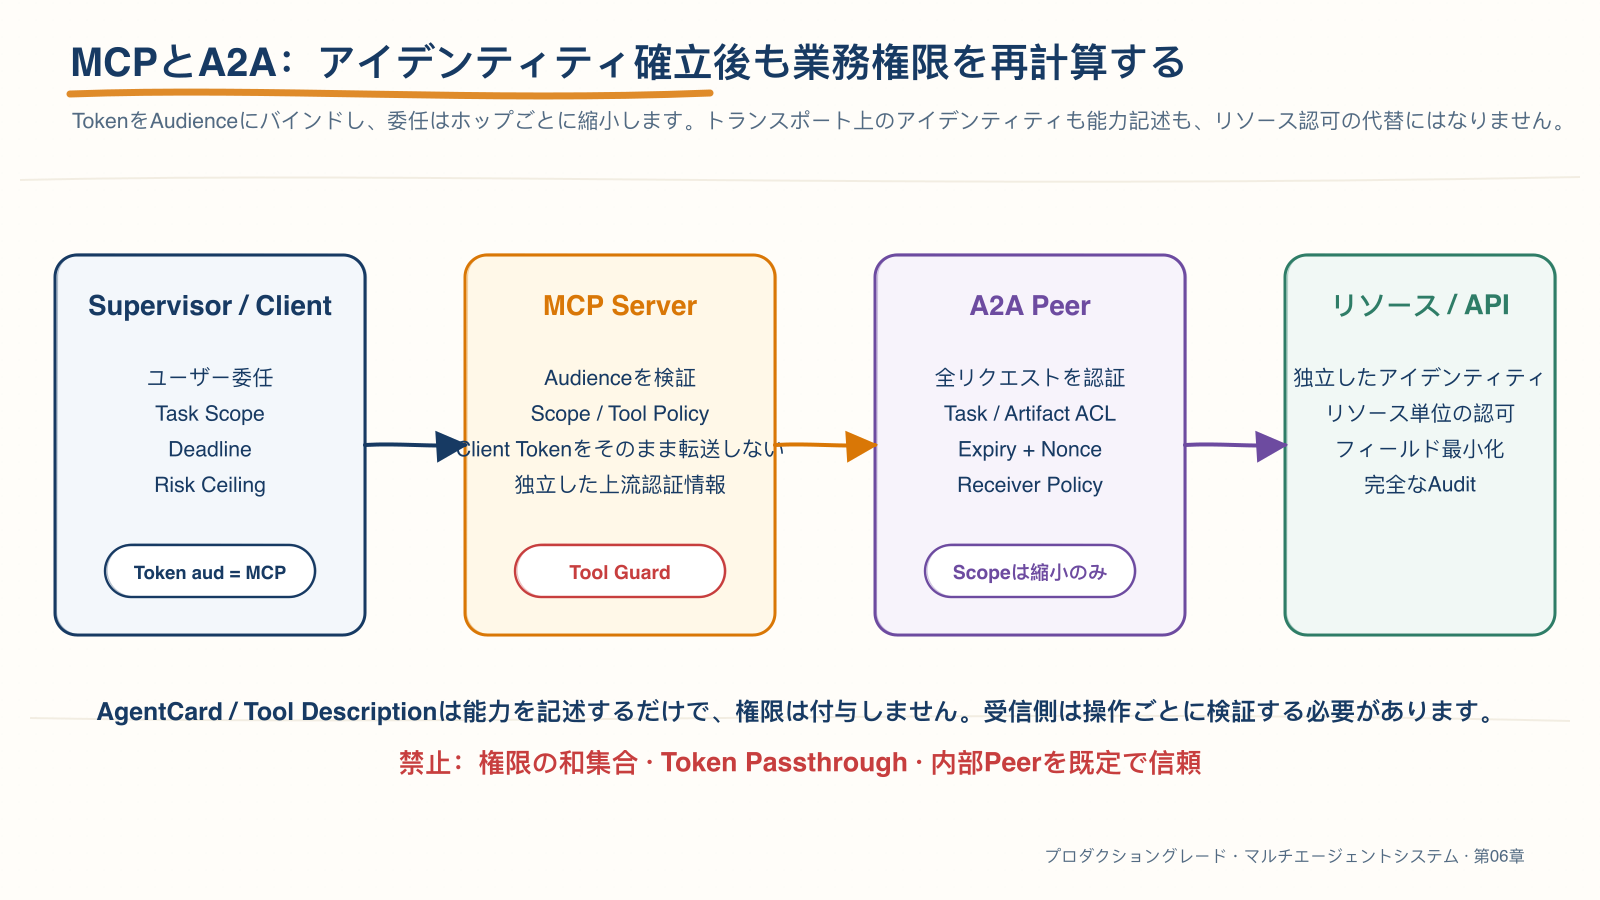 MCPとA2A：アイデンティティ確立後も業務権限を再計算する
TokenをAudienceにバインドし、委任はホップごとに縮小します。トランスポート上のアイデンティティも能力記述も、リソース認可の代替にはなりません。
Supervisor / Client
ユーザー委任
Task Scope
Deadline
Risk Ceiling
Token aud = MCP
MCP Server
Audienceを検証
Scope / Tool Policy
Client Tokenをそのまま転送しない
独立した上流認証情報
Tool Guard
A2A Peer
全リクエストを認証
Task / Artifact ACL
Expiry + Nonce
Receiver Policy
Scopeは縮小のみ
リソース / API
独立したアイデンティティ
リソース単位の認可
フィールド最小化
完全なAudit
AgentCard / Tool Descriptionは能力を記述するだけで、権限は付与しません。受信側は操作ごとに検証する必要があります。
禁止：権限の和集合 · Token Passthrough · 内部Peerを既定で信頼
プロダクショングレード · マルチエージェントシステム · 第06章